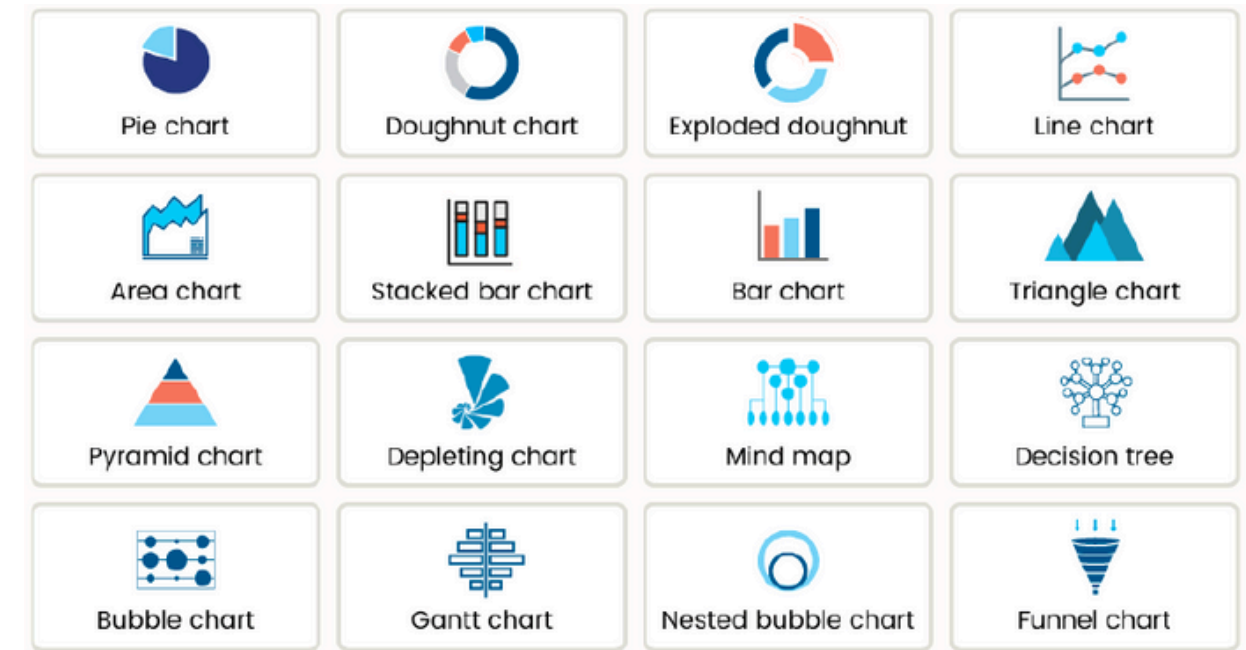 Pie chart
Doughnut chart
Exploded doughnut
Line chart
Area chart
Stacked bar chart
Bar chart
Triangle chart
Pyramid chart
Depleting chart
Mind map
Decision tree
Bubble chart
Gantt chart
Nested bubble chart
Funnel chart